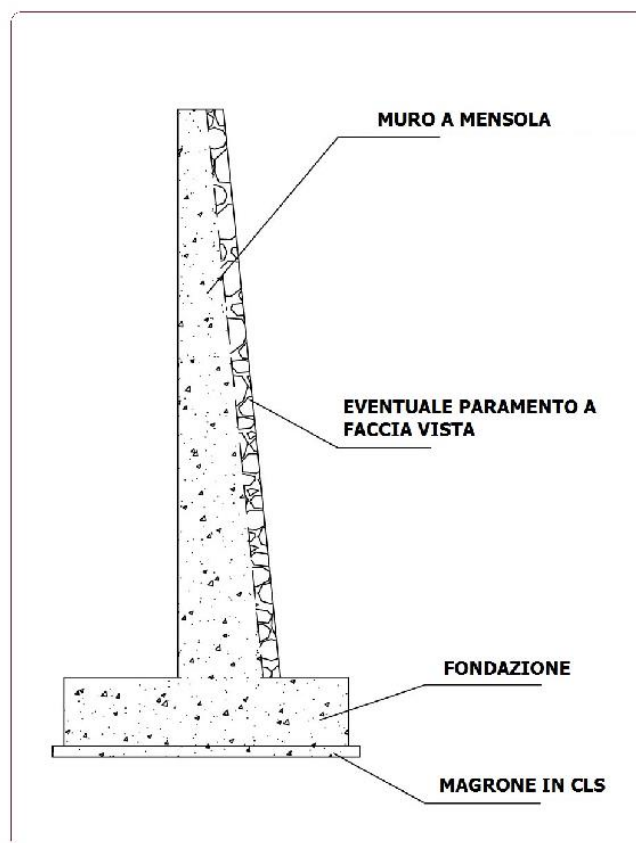 MURO A MENSOLA
EVENTUALE PARAMENTO A
FACCIA VISTA
FONDAZIONE
MAGRONE IN CLS